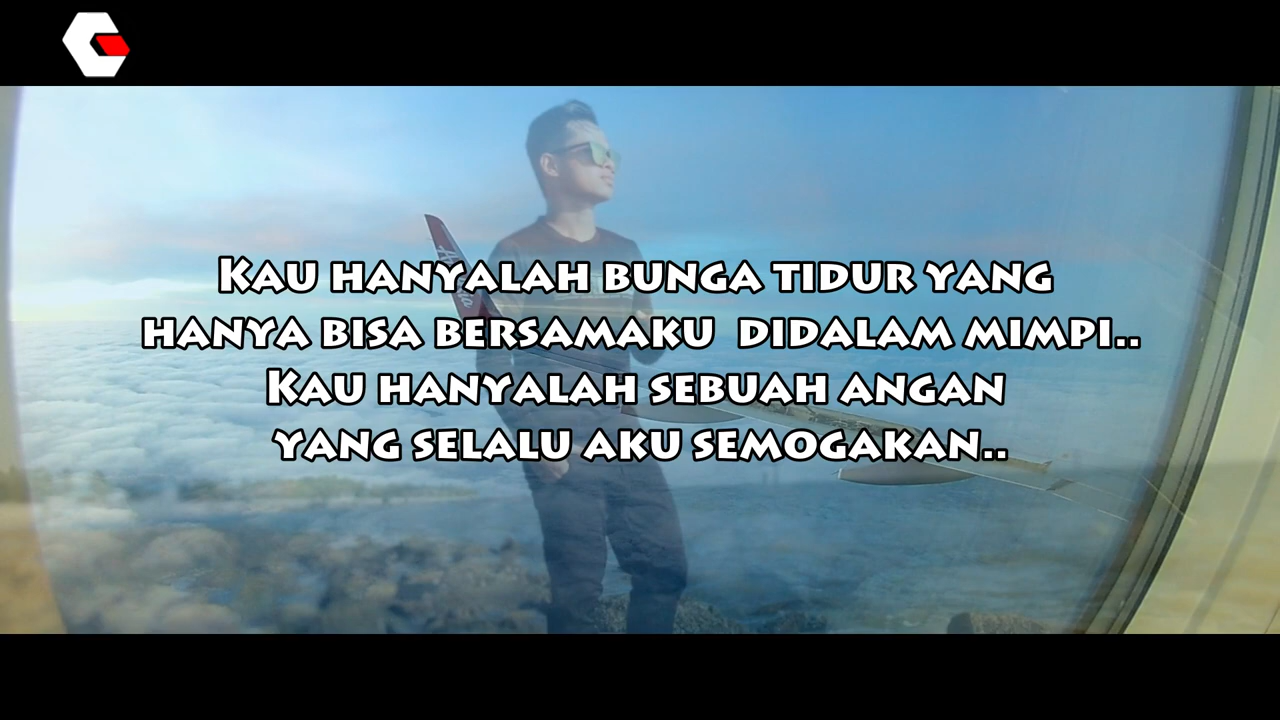 Kau hanyalah bunga tidur yang
hanya bisa bersamaku didalam mimpi..
Kau hanyalah sebuah angan
yang selalu aku semogakan..